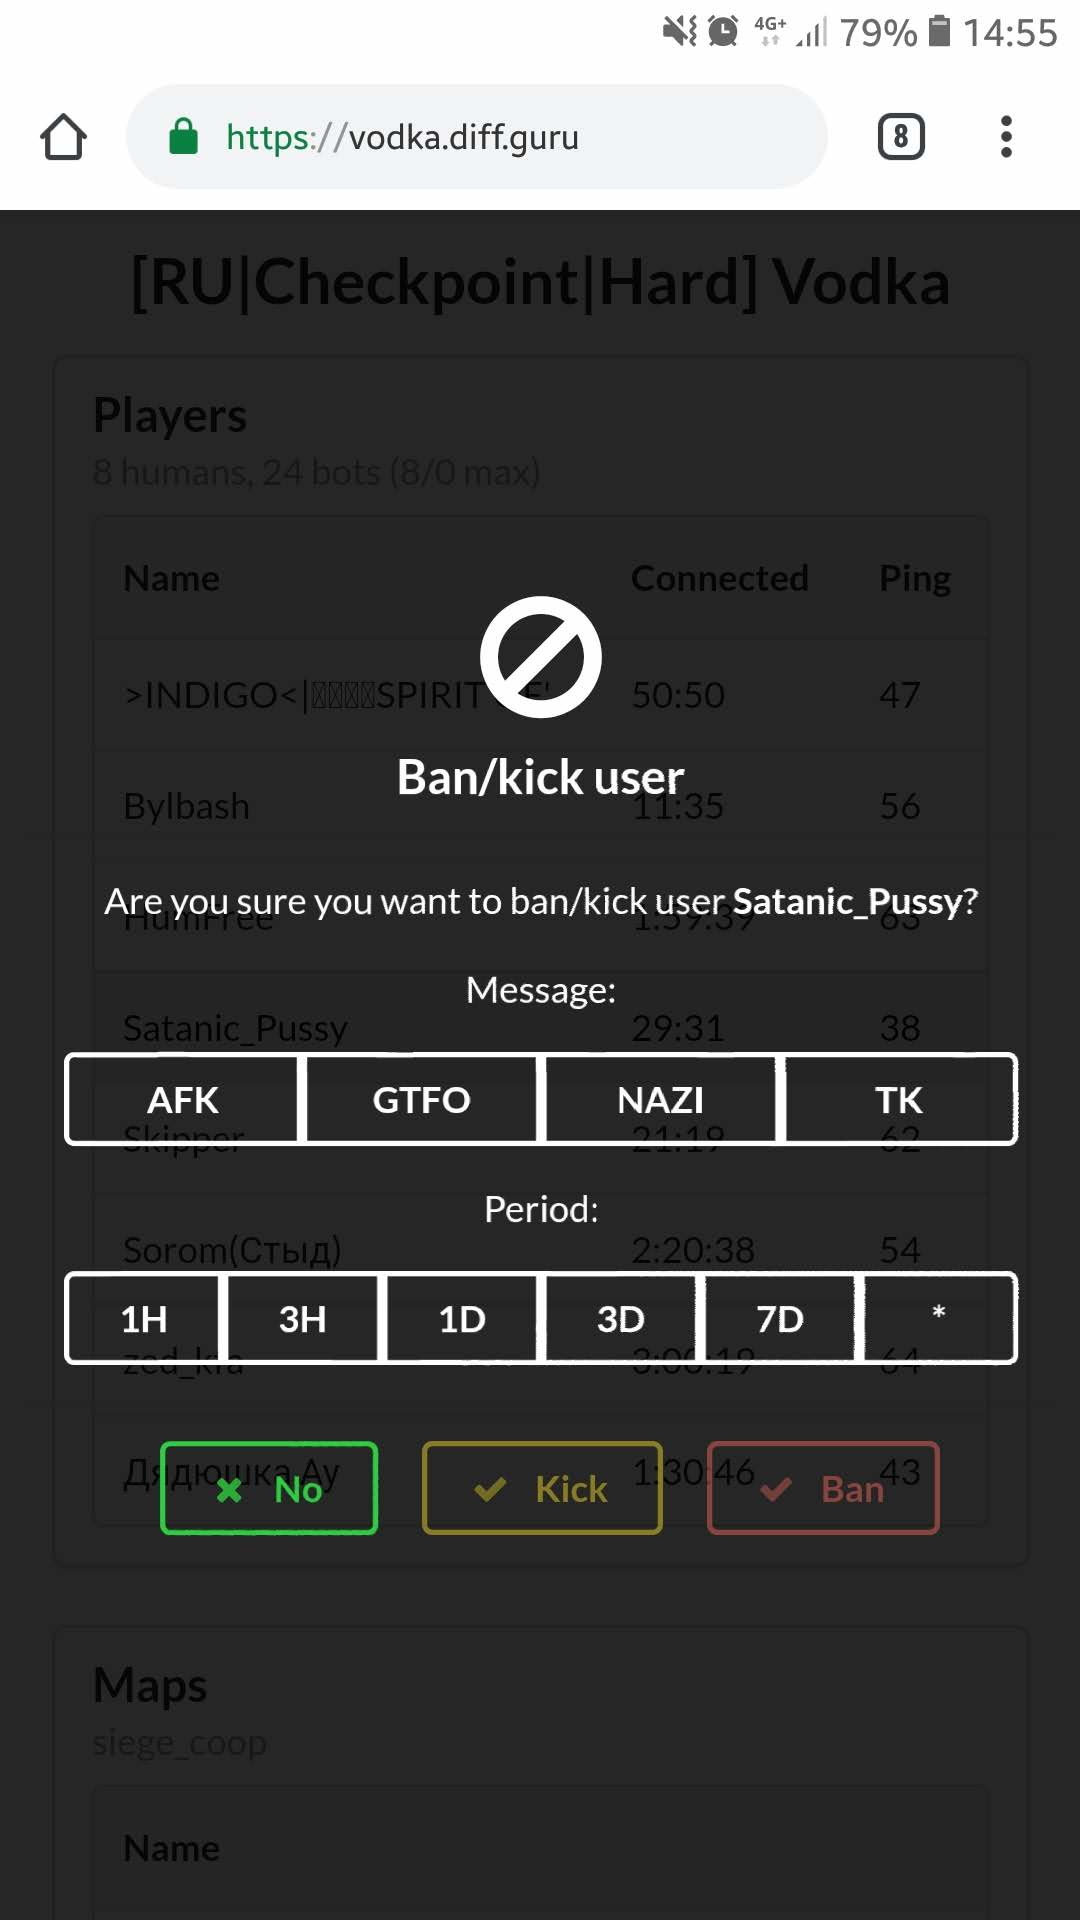 4G+ 79% 14:55
https://vodka.diff.guru 8
[RU|Checkpoint|Hard] Vodka
Players
8 humans, 24 bots (8/0 max)
Name Connected Ping
>INDIGO<| SPIRIT 50:50 47
Ban/kick user
Bylbash 11:35 56
Are you sure you want to ban/kick user Satanic_Pussy?
HumFree 1:59:39 63
Message:
Satanic_Pussy 29:31 38
AFK GTFO NAZI TK
Skipper 21:19 62
Period:
Sorom(Стыд) 2:20:38 54
1H 3H 1D 3D 7D *
zed_kra 3:00:19 64
Дядюшка Ау 1:30:46 43
No Kick Ban
Maps
siege_coop
Name